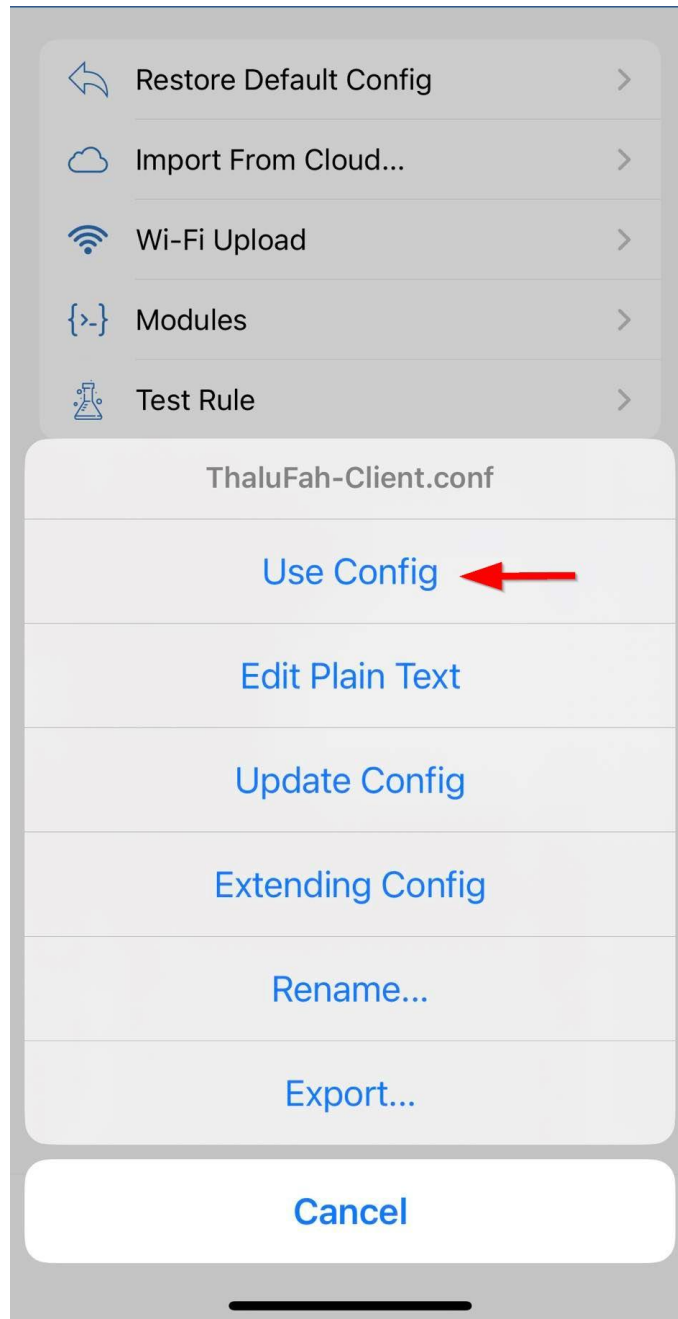 Restore Default Config
Import From Cloud...
Wi-Fi Upload
Modules
Test Rule
ThaluFah-Client.conf
Use Config
Edit Plain Text
Update Config
Extending Config
Rename...
Export...
Cancel